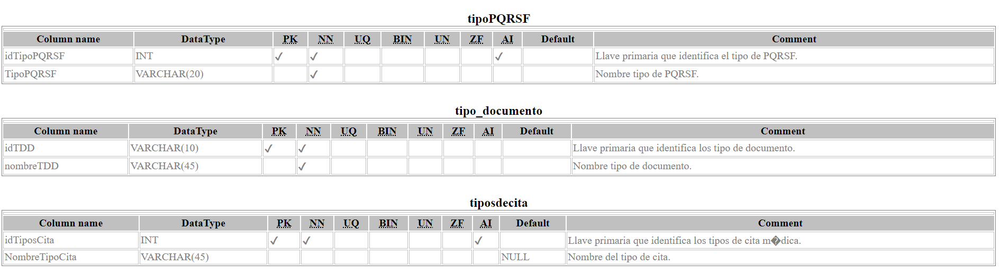 tipoPQRSF
Column name DataType PK NN UQ BIN UN ZF AI Default Comment
idTipoPQRSF INT ✓ ✓ ✓ Llave primaria que identifica el tipo de PQRSF.
TipoPQRSF VARCHAR(20) ✓ Nombre tipo de PQRSF.
tipo_documento
Column name DataType PK NN UQ BIN UN ZF AI Default Comment
idTDD VARCHAR(10) ✓ ✓ Llave primaria que identifica los tipo de documento.
nombreTDD VARCHAR(45) ✓ Nombre tipo de documento.
tiposdecita
Column name DataType PK NN UQ BIN UN ZF AI Default Comment
idTiposCita INT ✓ ✓ ✓ Llave primaria que identifica los tipos de cita m�dica.
NombreTipoCita VARCHAR(45) NULL Nombre del tipo de cita.